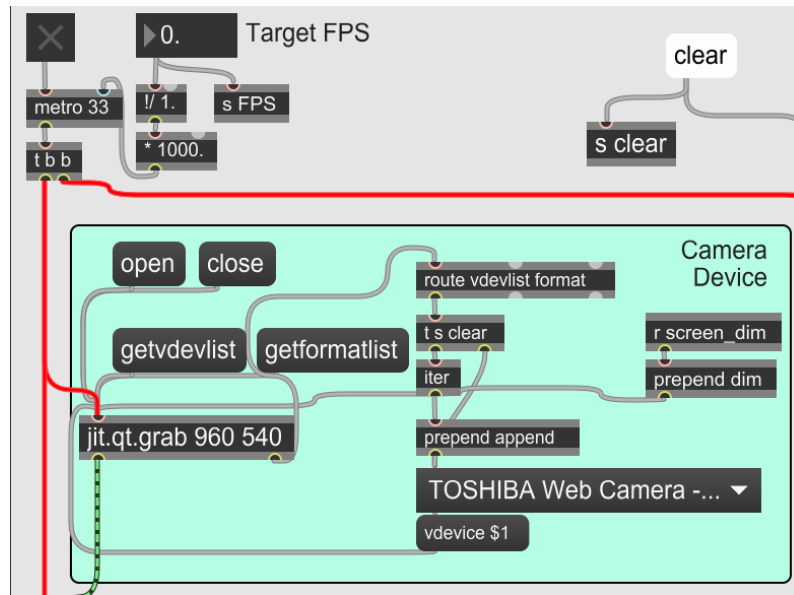 0.
Target FPS
metro 33
!/ 1.
s FPS
t b b
* 1000.
clear
s clear
open
close
getvdevlist
getformatlist
jit.qt.grab 960 540
route vdevlist format
t s clear
iter
prepend append
TOSHIBA Web Camera -...
vdevice $1
Camera
Device
r screen_dim
prepend dim